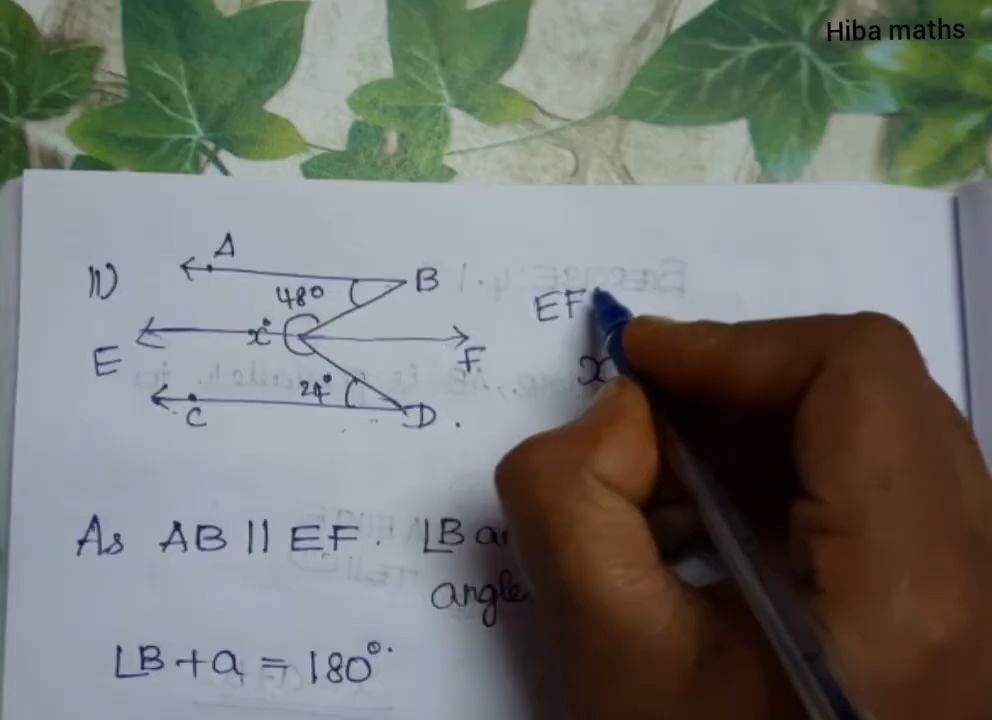 Hiba maths
11)
A
B
48°
E
x°
F
24°
C
D.
EF
x
As AB || EF. ∟B
angle
∟B + a = 180°.